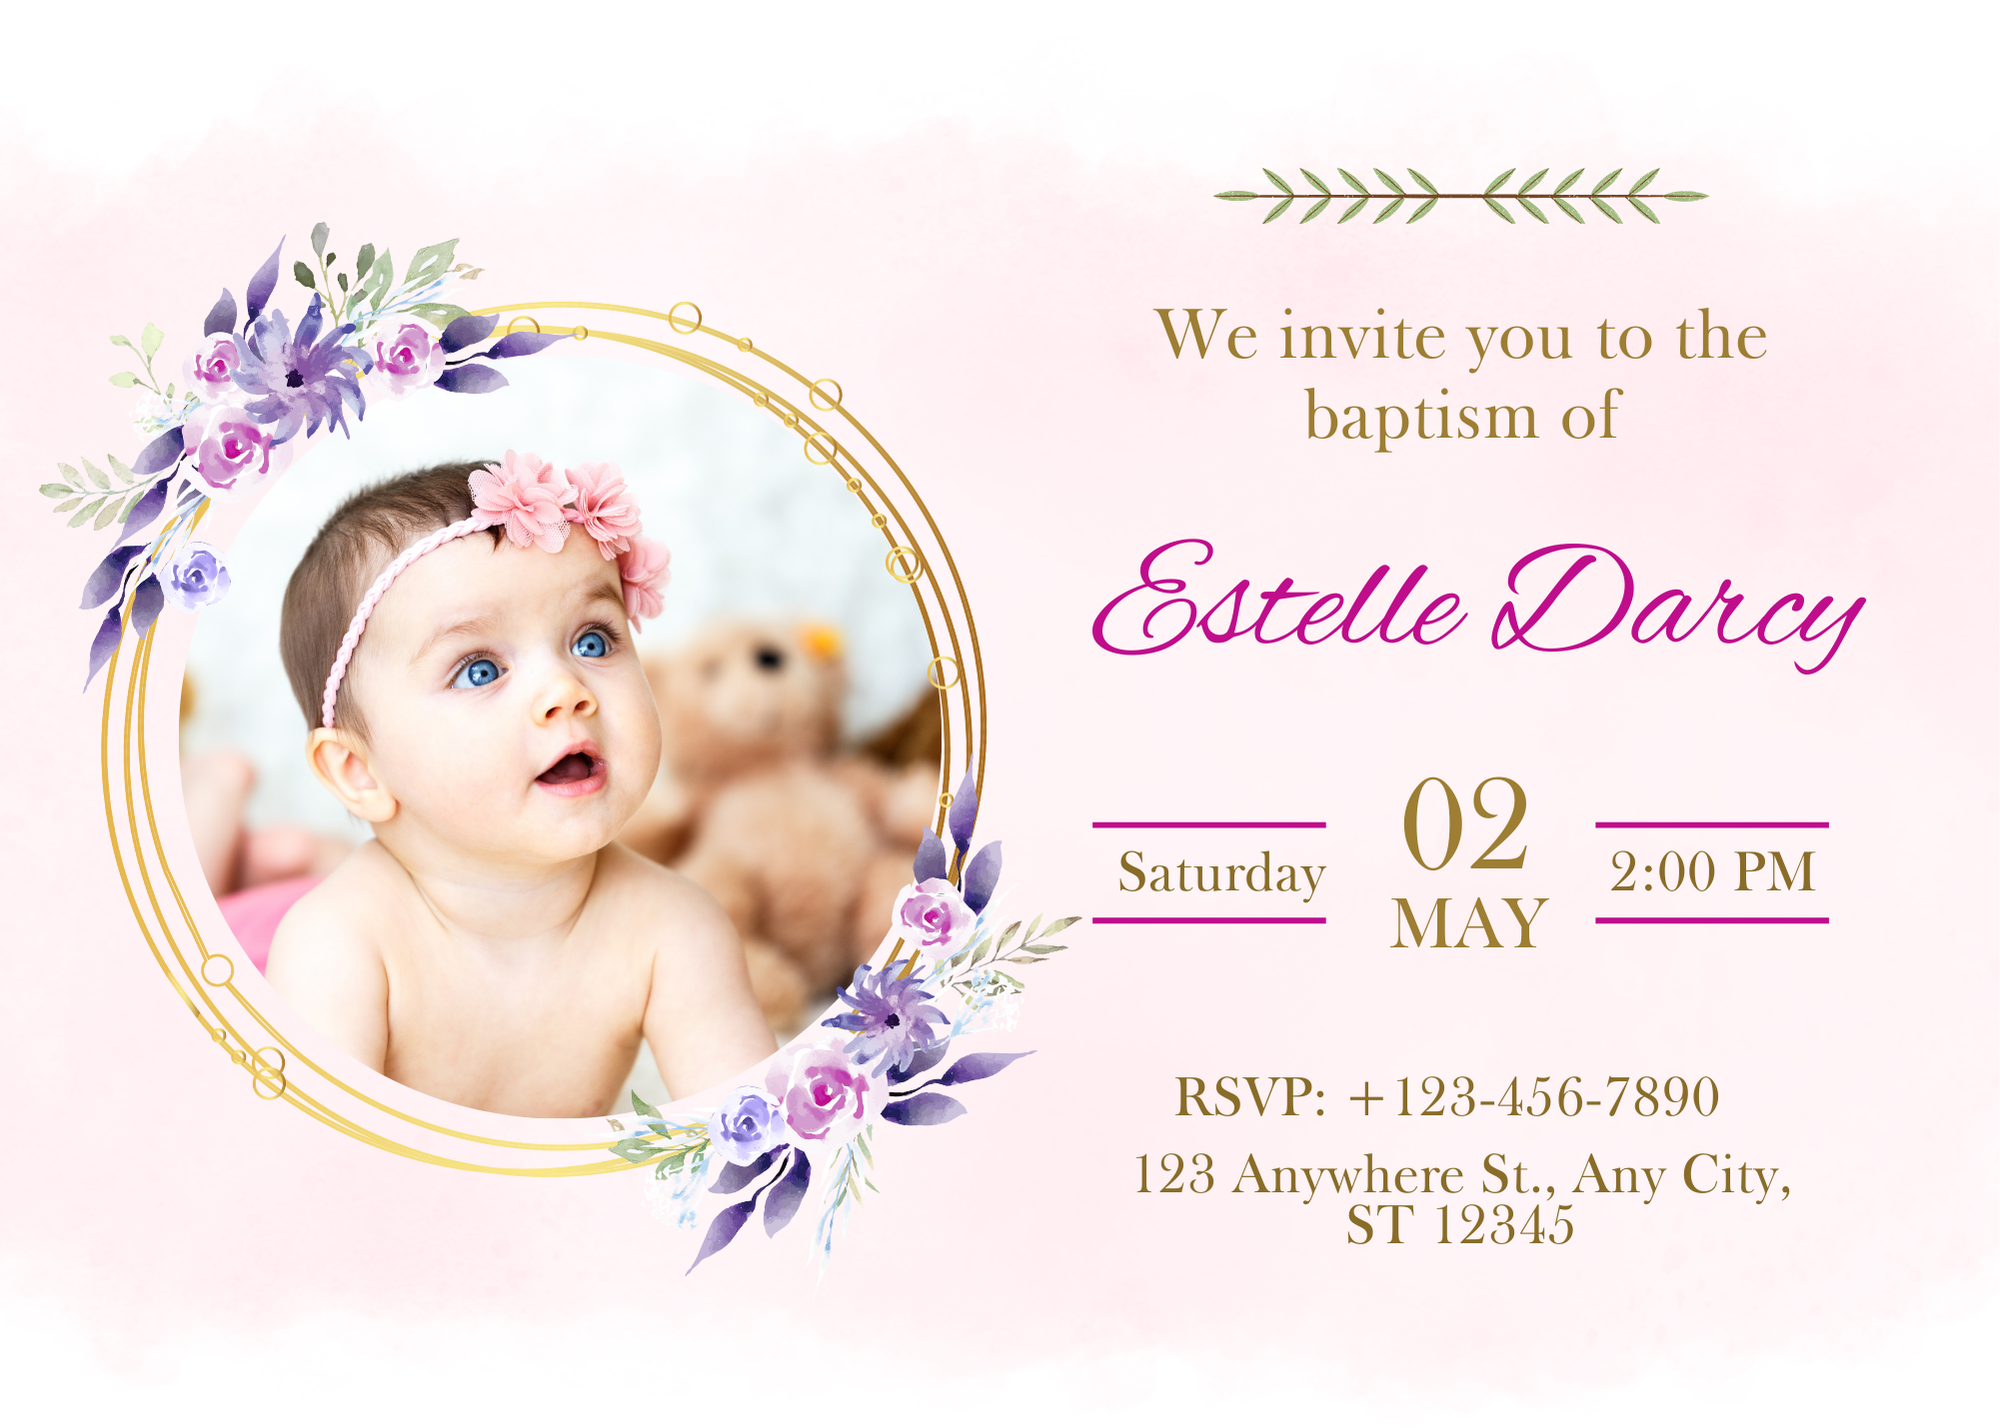 We invite you to the
baptism of
Estelle Darcy
Saturday
02
MAY
2:00 PM
RSVP: +123-456-7890
123 Anywhere St., Any City,
ST 12345